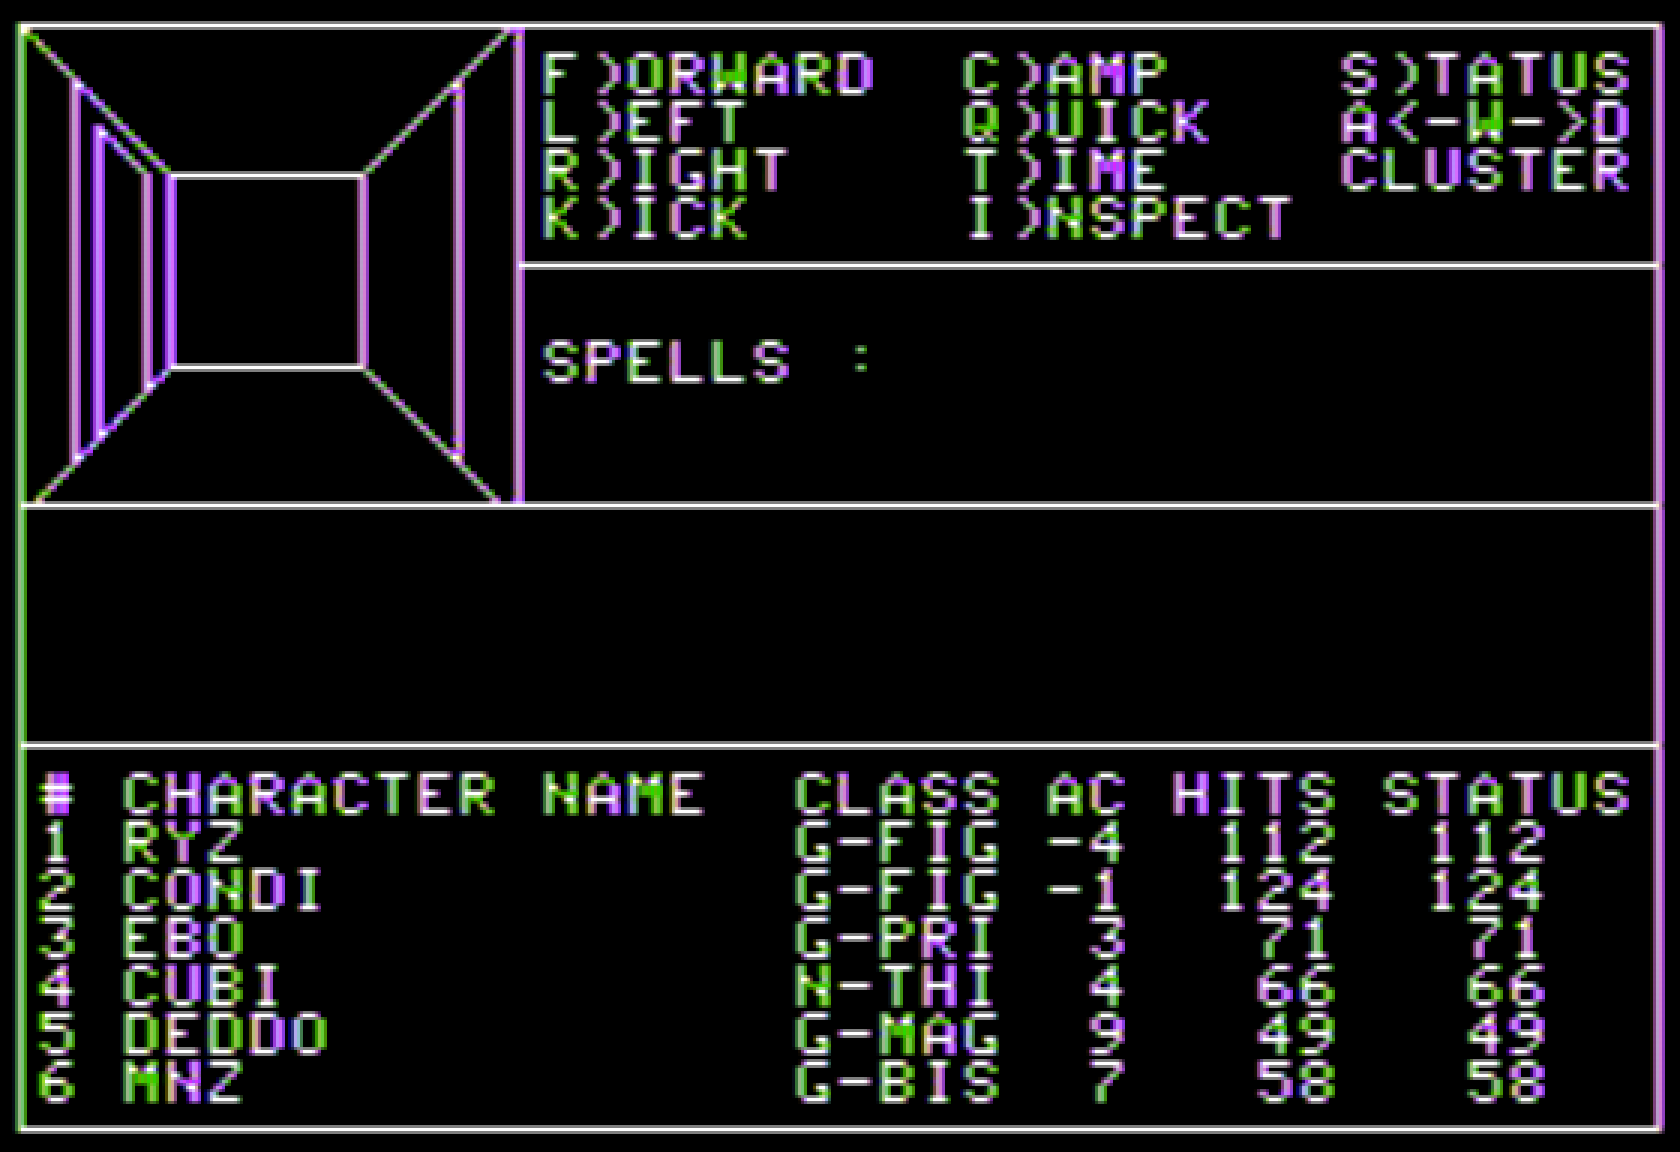 F)ORWARD C)AMP S)TATUS
L)EFT Q)UICK A<-W->D
R)IGHT T)IME CLUSTER
K)ICK I)NSPECT
SPELLS :
# CHARACTER NAME CLASS AC HITS STATUS
1 RYZ G-FIG -4 112 112
2 CONDI G-FIG -1 124 124
3 EBO G-PRI 3 71 71
4 CUBI N-THI 4 66 66
5 DEDDO G-MAG 9 49 49
6 MNZ G-BIS 7 58 58